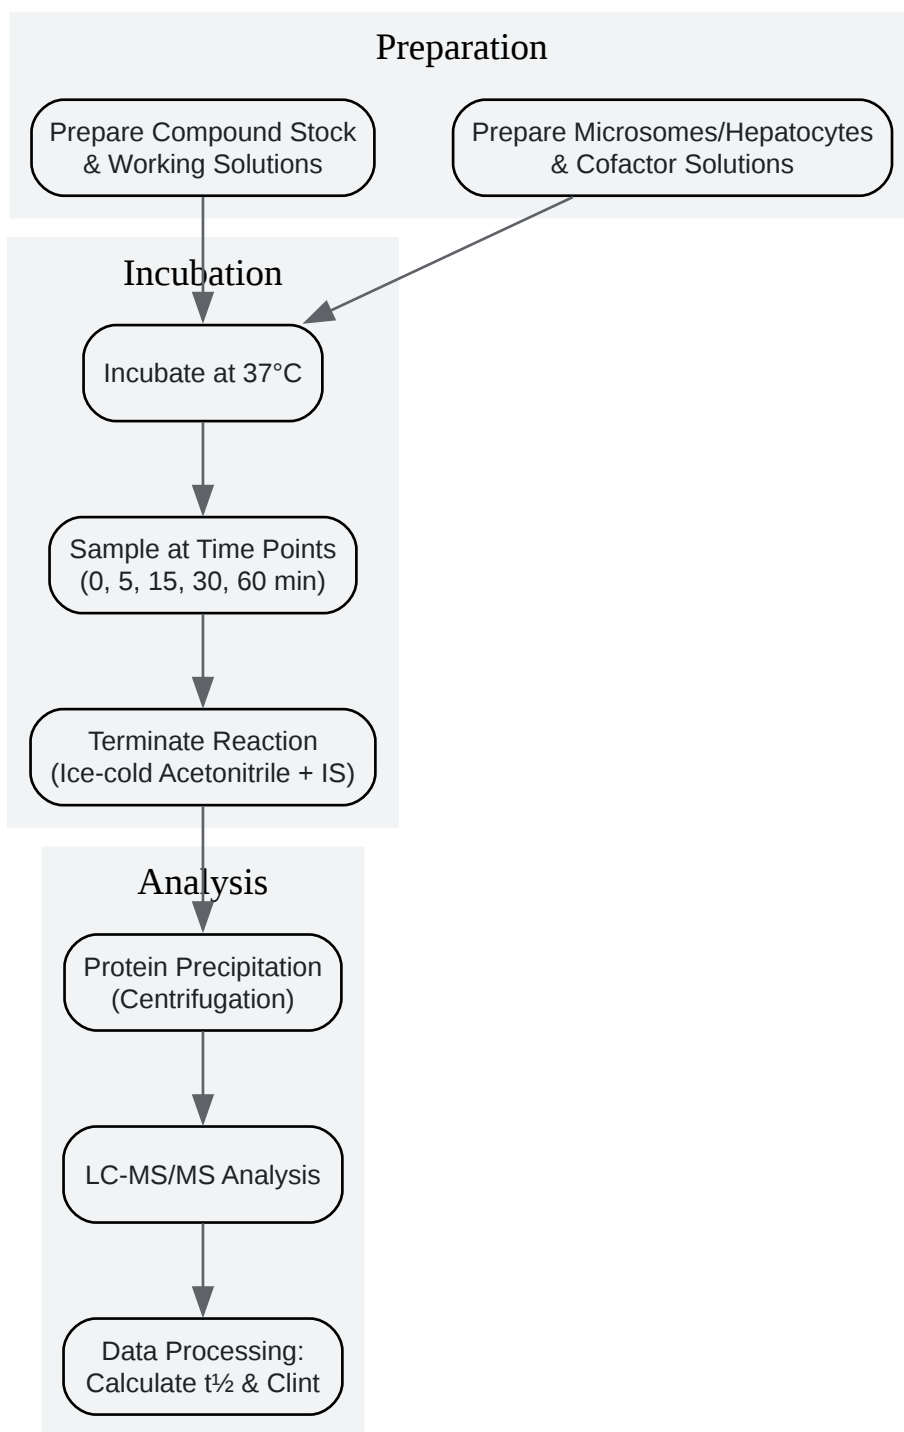 Preparation
Prepare Compound Stock
& Working Solutions
Prepare Microsomes/Hepatocytes
& Cofactor Solutions
Incubation
Incubate at 37°C
Sample at Time Points
(0, 5, 15, 30, 60 min)
Terminate Reaction
(Ice-cold Acetonitrile + IS)
Analysis
Protein Precipitation
(Centrifugation)
LC-MS/MS Analysis
Data Processing:
Calculate t½ & Clint